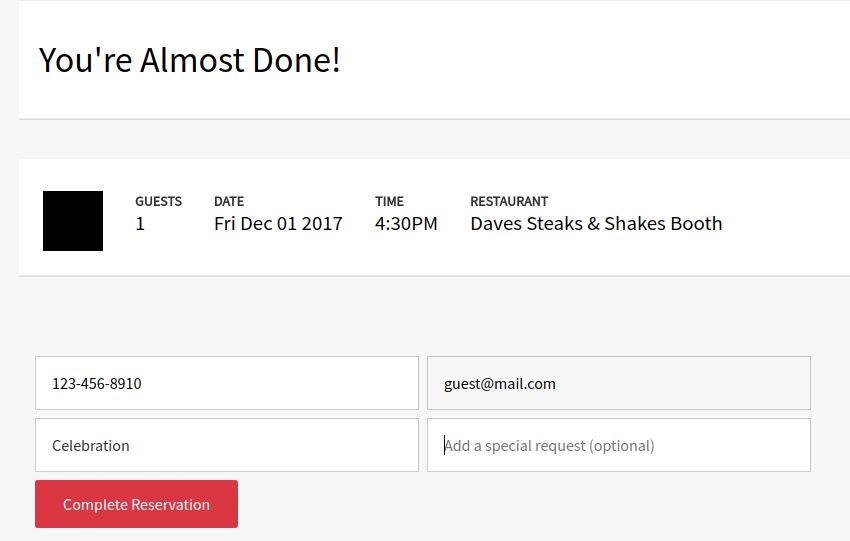 You're Almost Done!
GUESTS DATE TIME RESTAURANT
1 Fri Dec 01 2017 4:30PM Daves Steaks & Shakes Booth
123-456-8910 guest@mail.com
Celebration Add a special request (optional)
Complete Reservation